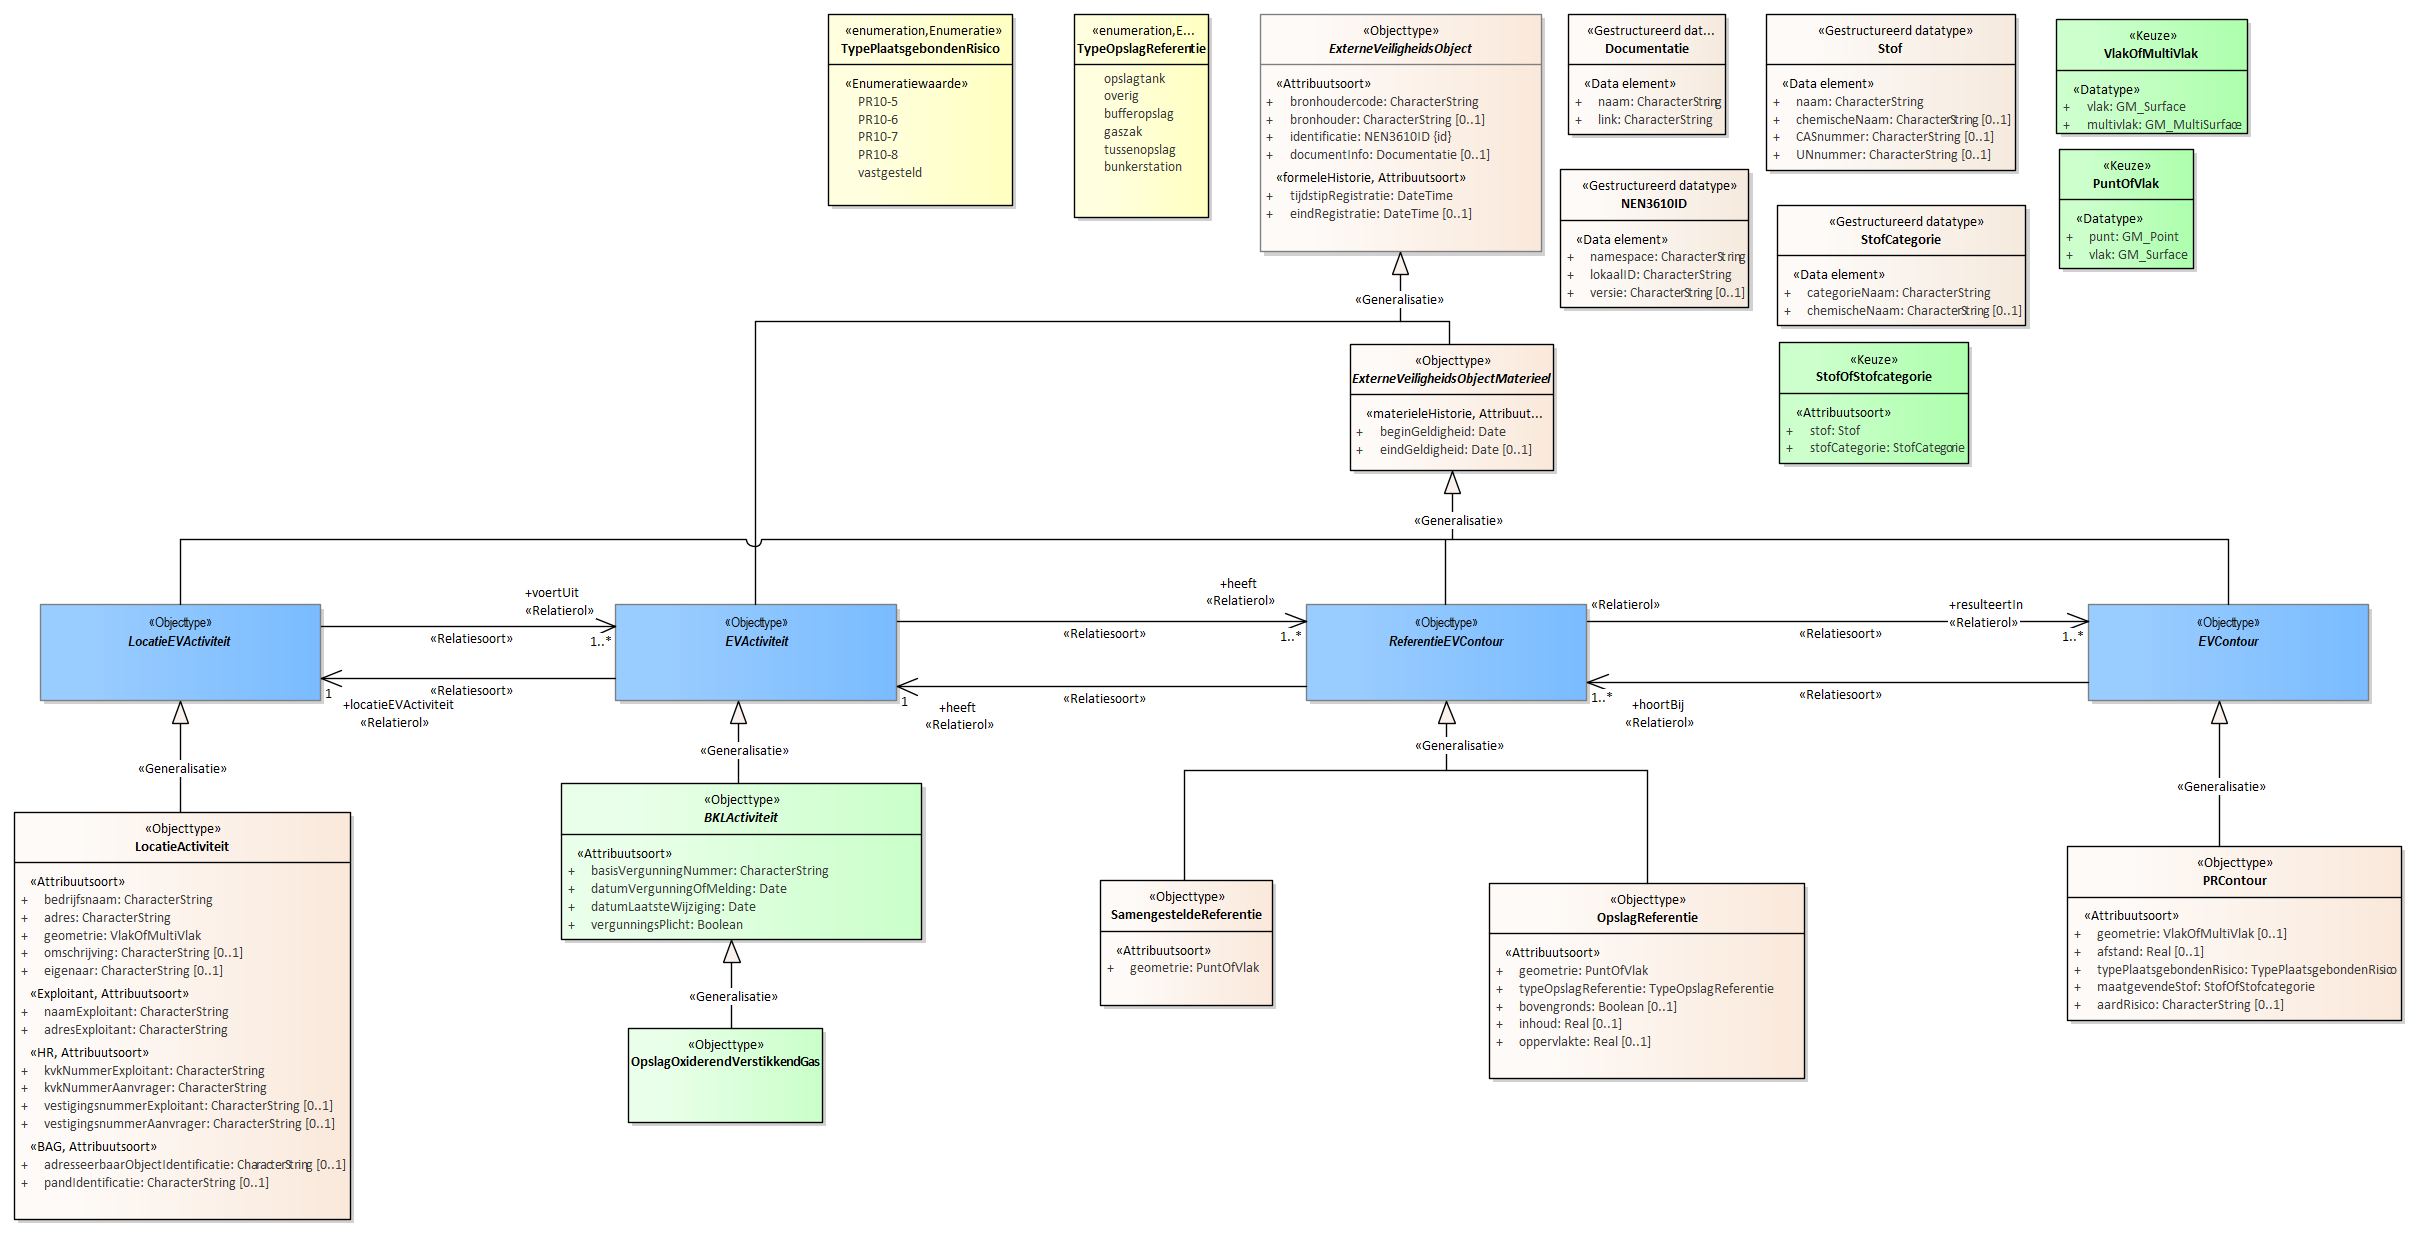 «enumeration,Enumeratie»
TypePlaatsgebondenRisico
«Enumeratiewaarde»
PR10-5
PR10-6
PR10-7
PR10-8
vastgesteld
«enumeration,E...
TypeOpslagReferentie
opslagtank
overig
bufferopslag
gaszak
tussenopslag
bunkerstation
«Objecttype»
ExterneVeiligheidsObject
«Attribuutsoort»
+ bronhoudercode: CharacterString
+ bronhouder: CharacterString [0..1]
+ identificatie: NEN3610ID {id}
+ documentInfo: Documentatie [0..1]
«formeleHistorie, Attribuutsoort»
+ tijdstipRegistratie: DateTime
+ eindRegistratie: DateTime [0..1]
«Gestructureerd dat...
Documentatie
«Data element»
+ naam: CharacterString
+ link: CharacterString
«Gestructureerd datatype»
Stof
«Data element»
+ naam: CharacterString
+ chemischeNaam: CharacterString [0..1]
+ CASnummer: CharacterString [0..1]
+ UNnummer: CharacterString [0..1]
«Keuze»
VlakOfMultiVlak
«Datatype»
+ vlak: GM_Surface
+ multivlak: GM_MultiSurface
«Keuze»
PuntOfVlak
«Datatype»
+ punt: GM_Point
+ vlak: GM_Surface
«Gestructureerd datatype»
NEN3610ID
«Data element»
+ namespace: CharacterString
+ lokaalID: CharacterString
+ versie: CharacterString [0..1]
«Gestructureerd datatype»
StofCategorie
«Data element»
+ categorieNaam: CharacterString
+ chemischeNaam: CharacterString [0..1]
«Keuze»
StofOfStofcategorie
«Attribuutsoort»
+ stof: Stof
+ stofCategorie: StofCategorie
«Generalisatie»
«Objecttype»
ExterneVeiligheidsObjectMaterieel
«materieleHistorie, Attribuut...
+ beginGeldigheid: Date
+ eindGeldigheid: Date [0..1]
«Generalisatie»
«Objecttype»
LocatieEVActiviteit
+voertUit
«Relatierol»
1..*
«Relatiesoort»
«Relatiesoort»
1
+locatieEVActiviteit
«Relatierol»
«Objecttype»
EVActiviteit
+heeft
«Relatierol»
1..*
«Relatiesoort»
«Relatiesoort»
1
+heeft
«Relatierol»
«Objecttype»
ReferentieEVContour
«Relatierol»
+resulteertIn
«Relatierol»
1..*
«Relatiesoort»
«Relatiesoort»
1..*
+hoortBij
«Relatierol»
«Objecttype»
EVContour
«Generalisatie»
«Generalisatie»
«Generalisatie»
«Generalisatie»
«Objecttype»
LocatieActiviteit
«Attribuutsoort»
+ bedrijfsnaam: CharacterString
+ adres: CharacterString
+ geometrie: VlakOfMultiVlak
+ omschrijving: CharacterString [0..1]
+ eigenaar: CharacterString [0..1]
«Exploitant, Attribuutsoort»
+ naamExploitant: CharacterString
+ adresExploitant: CharacterString
«HR, Attribuutsoort»
+ kvkNummerExploitant: CharacterString
+ kvkNummerAanvrager: CharacterString
+ vestigingsnummerExploitant: CharacterString [0..1]
+ vestigingsnummerAanvrager: CharacterString [0..1]
«BAG, Attribuutsoort»
+ adresseerbaarObjectIdentificatie: CharacterString [0..1]
+ pandIdentificatie: CharacterString [0..1]
«Objecttype»
BKLActiviteit
«Attribuutsoort»
+ basisVergunningNummer: CharacterString
+ datumVergunningOfMelding: Date
+ datumLaatsteWijziging: Date
+ vergunningsPlicht: Boolean
«Generalisatie»
«Objecttype»
OpslagOxiderendVerstikkendGas
«Objecttype»
SamengesteldeReferentie
«Attribuutsoort»
+ geometrie: PuntOfVlak
«Objecttype»
OpslagReferentie
«Attribuutsoort»
+ geometrie: PuntOfVlak
+ typeOpslagReferentie: TypeOpslagReferentie
+ bovengronds: Boolean [0..1]
+ inhoud: Real [0..1]
+ oppervlakte: Real [0..1]
«Objecttype»
PRContour
«Attribuutsoort»
+ geometrie: VlakOfMultiVlak [0..1]
+ afstand: Real [0..1]
+ typePlaatsgebondenRisico: TypePlaatsgebondenRisico
+ maatgevendeStof: StofOfStofcategorie
+ aardRisico: CharacterString [0..1]